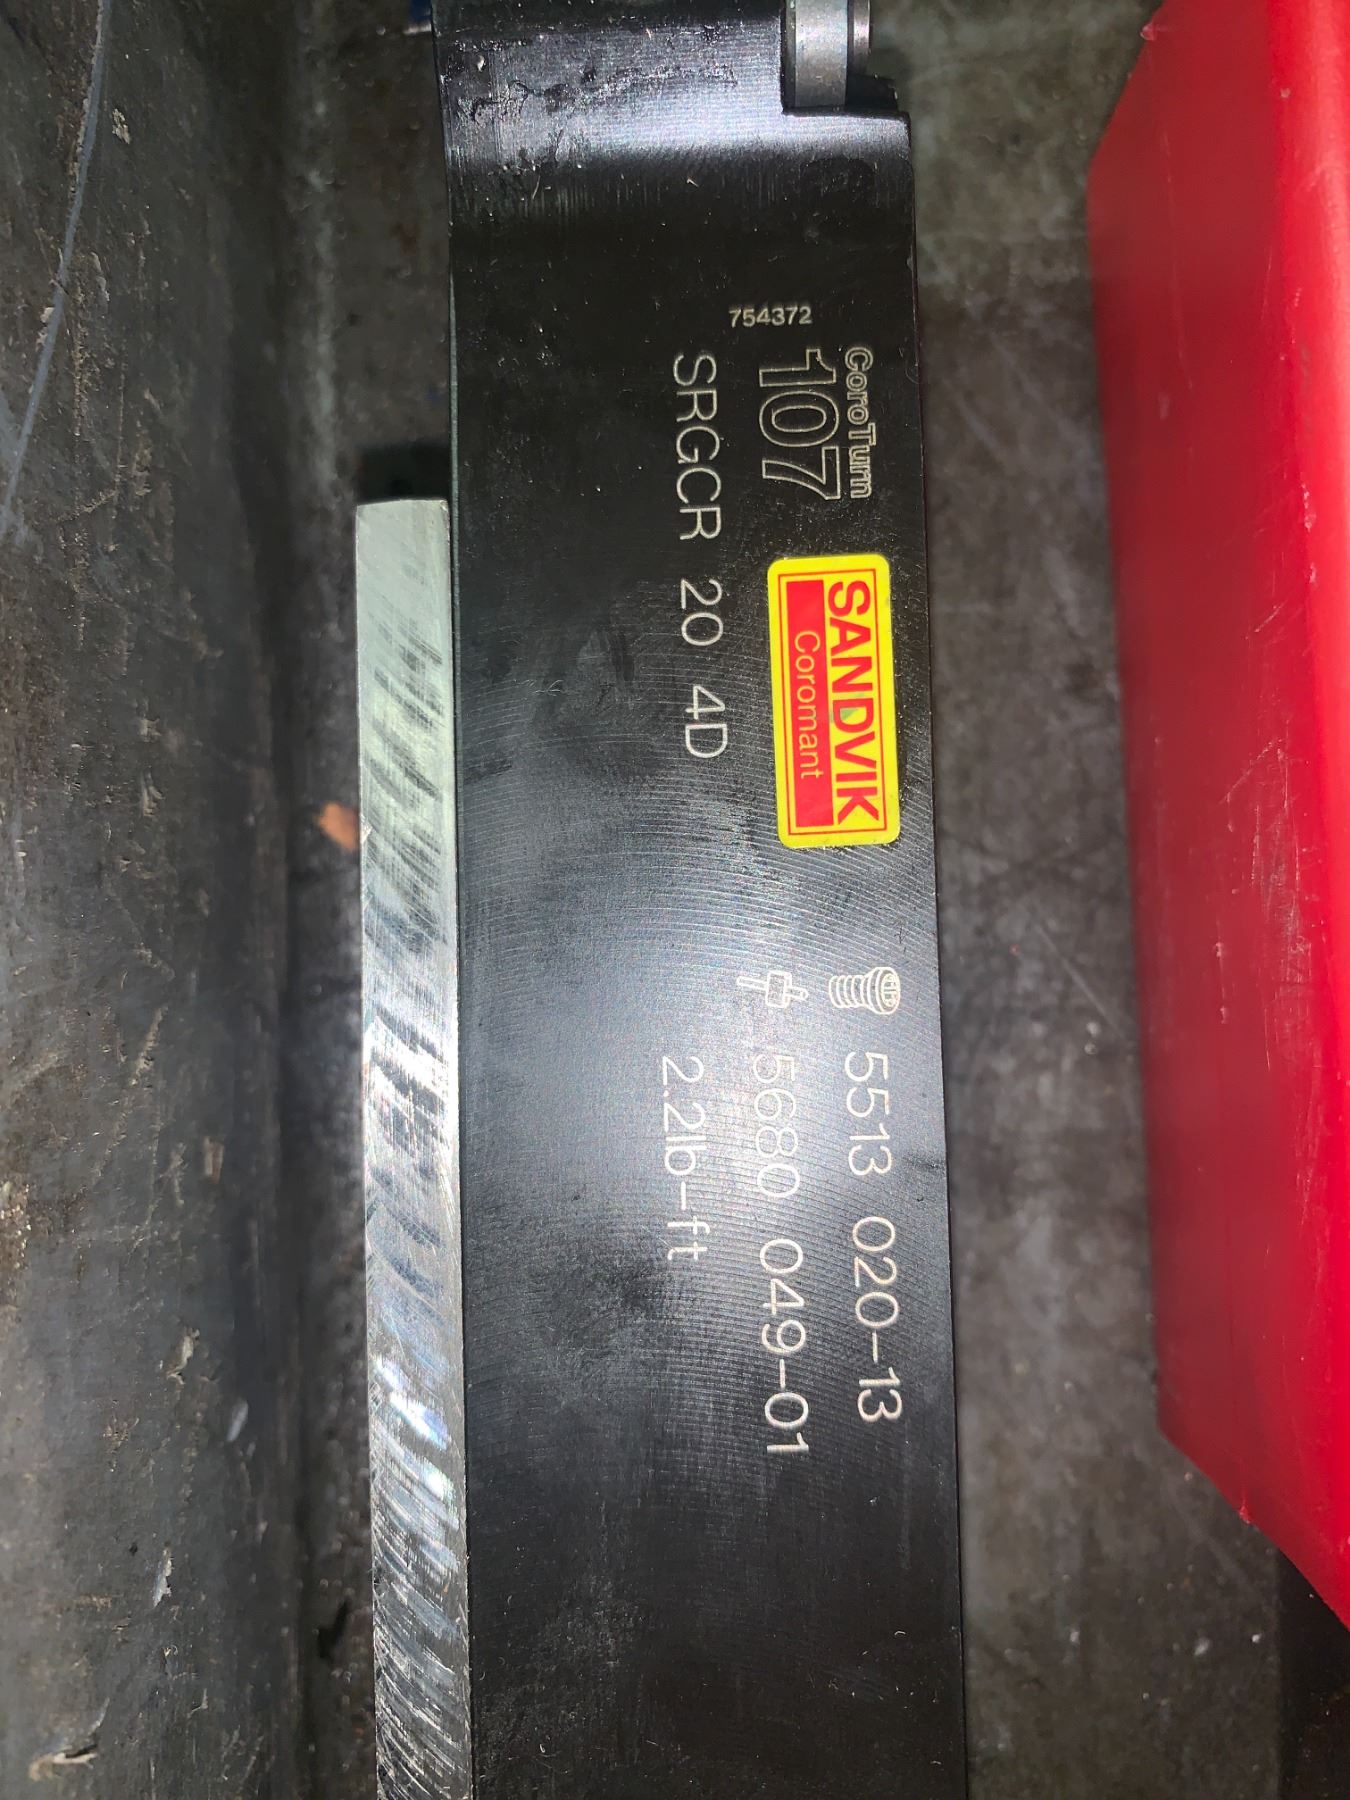 754372
CoroTurn
107
SRGCR 20 4D
SANDVIK
Coromant
5513 020-13
5680 049-01
2.2lb-ft